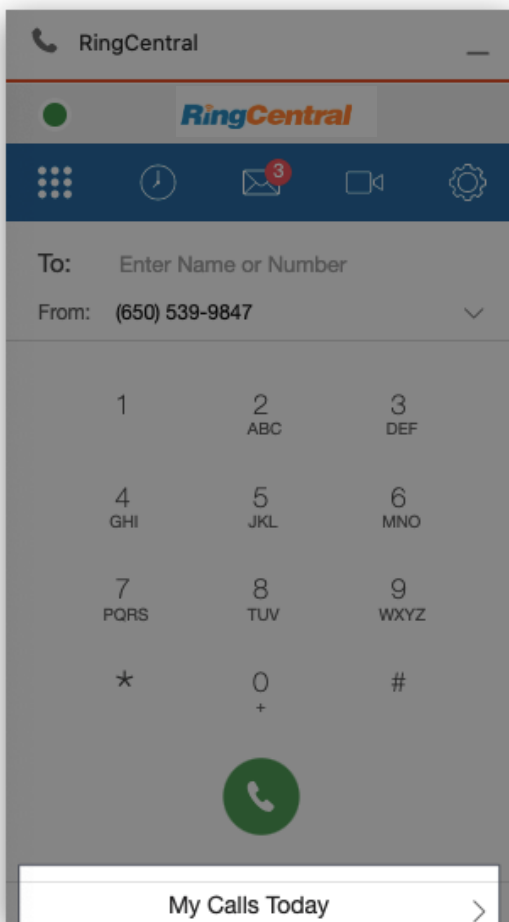 RingCentral
RingCentral
3
To: Enter Name or Number
From: (650) 539-9847
1 2 3
ABC DEF
4 5 6
GHI JKL MNO
7 8 9
PQRS TUV WXYZ
* 0 #
+
My Calls Today